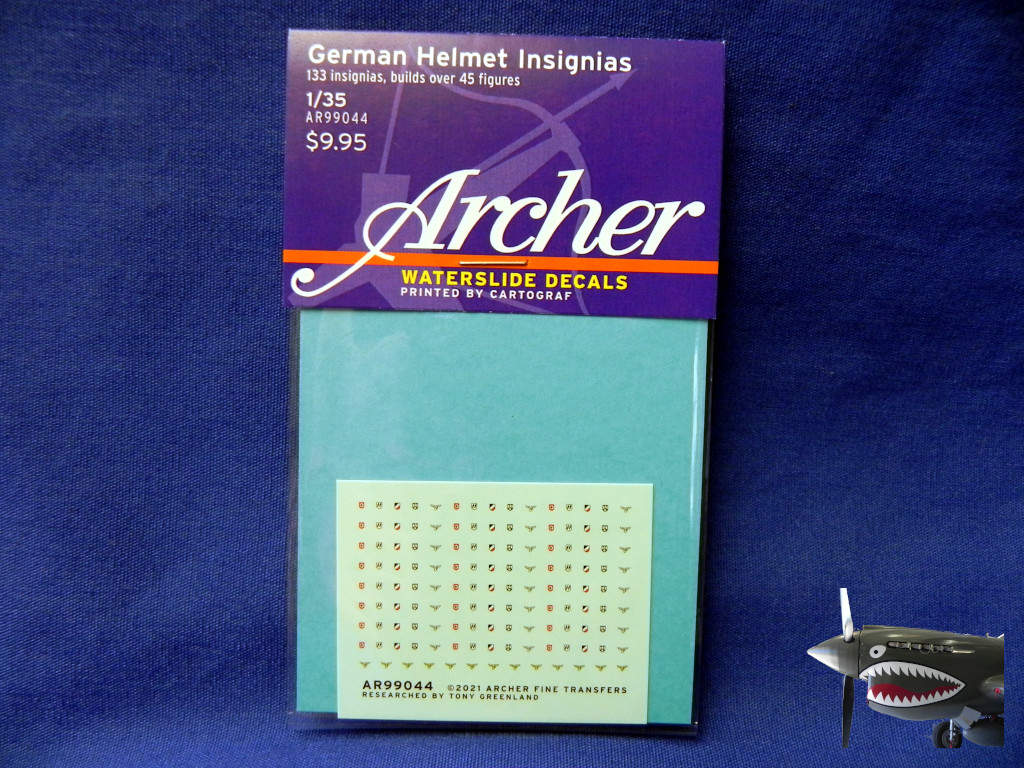 German Helmet Insignias
133 insignias, builds over 45 figures
1/35
AR99044
$9.95
Archer
WATERSLIDE DECALS
PRINTED BY CARTOGRAF
AR99044 ©2021 ARCHER FINE TRANSFERS
RESEARCHED BY TONY GREENLAND